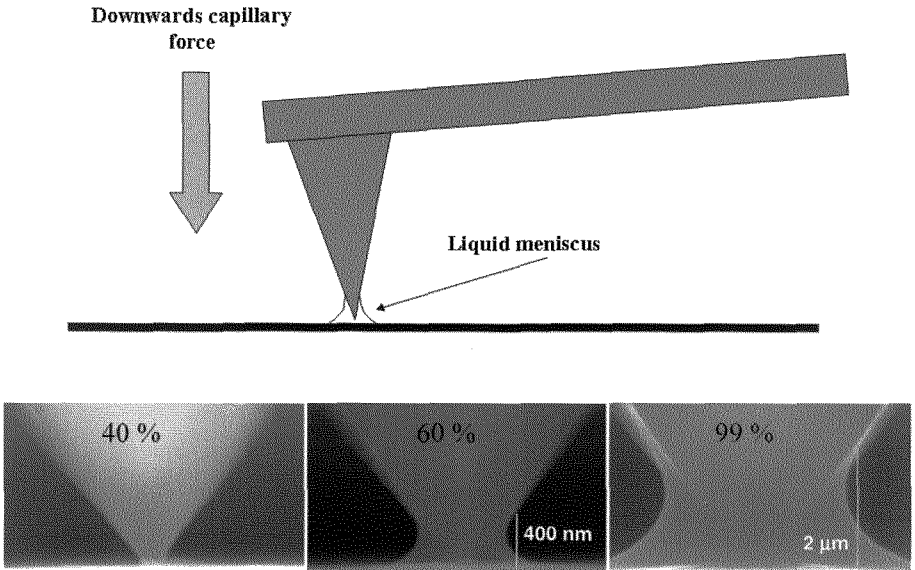 Downwards capillary
force
Liquid meniscus
40 %
60 %
99 %
400 nm
2 μm